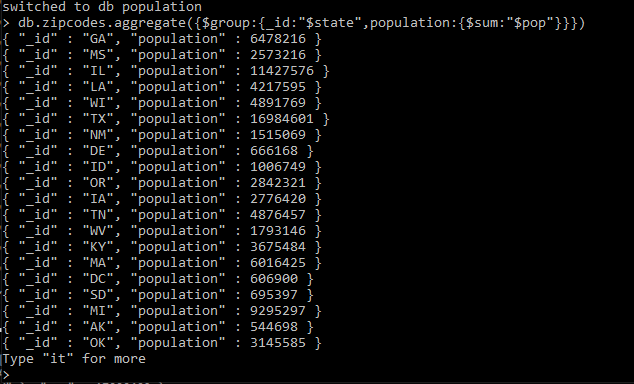 switched to db population
> db.zipcodes.aggregate({$group:{_id:"$state",population:{$sum:"$pop"}}})
{ "_id" : "GA", "population" : 6478216 }
{ "_id" : "MS", "population" : 2573216 }
{ "_id" : "IL", "population" : 11427576 }
{ "_id" : "LA", "population" : 4217595 }
{ "_id" : "WI", "population" : 4891769 }
{ "_id" : "TX", "population" : 16984601 }
{ "_id" : "NM", "population" : 1515069 }
{ "_id" : "DE", "population" : 666168 }
{ "_id" : "ID", "population" : 1006749 }
{ "_id" : "OR", "population" : 2842321 }
{ "_id" : "IA", "population" : 2776420 }
{ "_id" : "TN", "population" : 4876457 }
{ "_id" : "WV", "population" : 1793146 }
{ "_id" : "KY", "population" : 3675484 }
{ "_id" : "MA", "population" : 6016425 }
{ "_id" : "DC", "population" : 606900 }
{ "_id" : "SD", "population" : 695397 }
{ "_id" : "MI", "population" : 9295297 }
{ "_id" : "AK", "population" : 544698 }
{ "_id" : "OK", "population" : 3145585 }
Type "it" for more
>